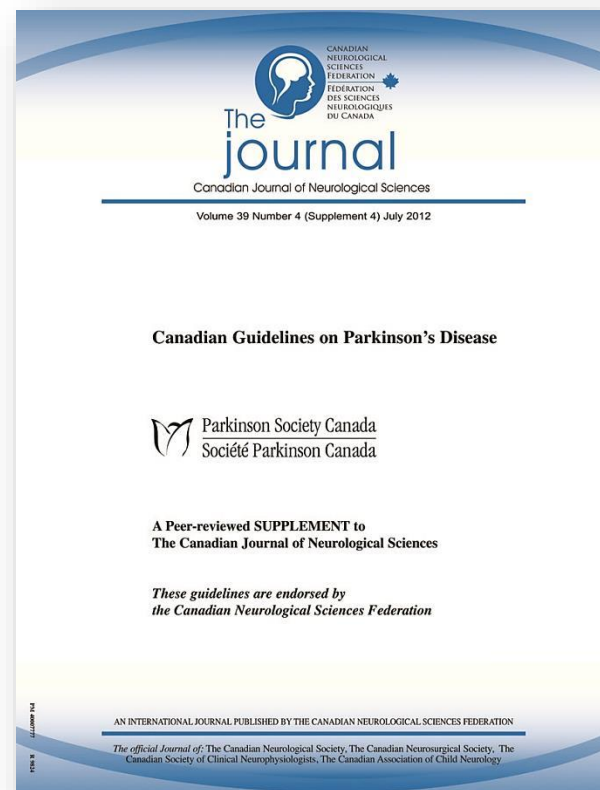 CANADIAN
NEUROLOGICAL
SCIENCES
FEDERATION
FÉDÉRATION
DES SCIENCES
NEUROLOGIQUES
DU CANADA
The
journal
Canadian Journal of Neurological Sciences
Volume 39 Number 4 (Supplement 4) July 2012
Canadian Guidelines on Parkinson's Disease
Parkinson Society Canada
Société Parkinson Canada
A Peer-reviewed SUPPLEMENT to
The Canadian Journal of Neurological Sciences
These guidelines are endorsed by
the Canadian Neurological Sciences Federation
AN INTERNATIONAL JOURNAL PUBLISHED BY THE CANADIAN NEUROLOGICAL SCIENCES FEDERATION
The official Journal of: The Canadian Neurological Society, The Canadian Neurosurgical Society, The
Canadian Society of Clinical Neurophysiologists, The Canadian Association of Child Neurology